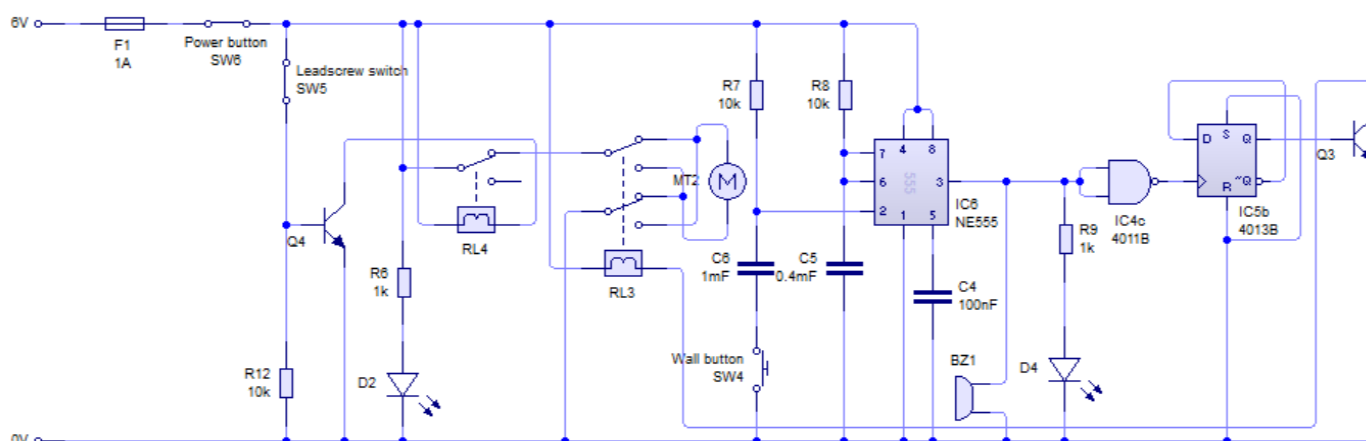 6V
F1
1A
Power button
SW6
Leadscrew switch
SW5
R7
10k
R8
10k
D
S
Q
R
~Q
IC5b
4013B
Q3
7
4
8
6
555
3
2
1
5
IC6
NE555
IC4c
4011B
MT2
M
Q4
RL4
R6
1k
RL3
C6
1mF
C5
0.4mF
C4
100nF
R9
1k
Wall button
SW4
BZ1
D4
R12
10k
D2
0V